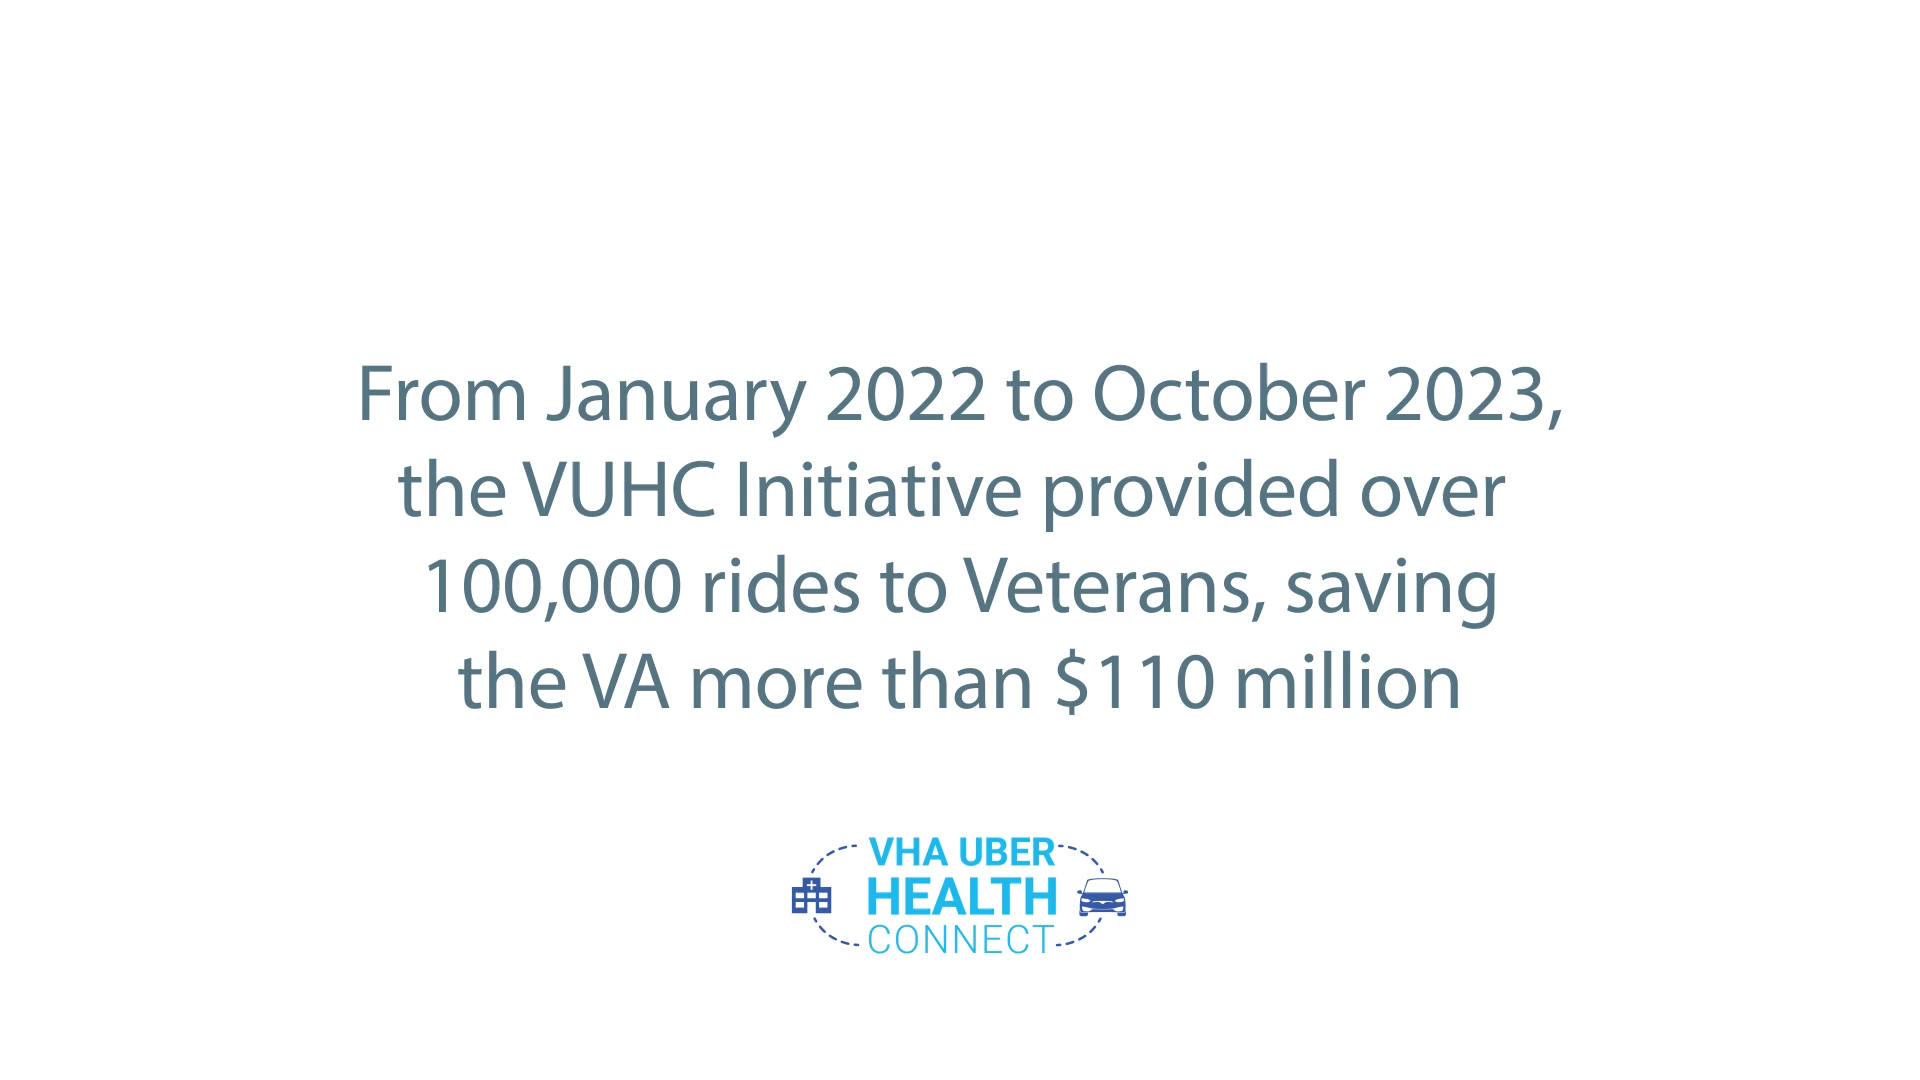 From January 2022 to October 2023,
the VUHC Initiative provided over
100,000 rides to Veterans, saving
the VA more than $110 million
VHA UBER
HEALTH
CONNECT